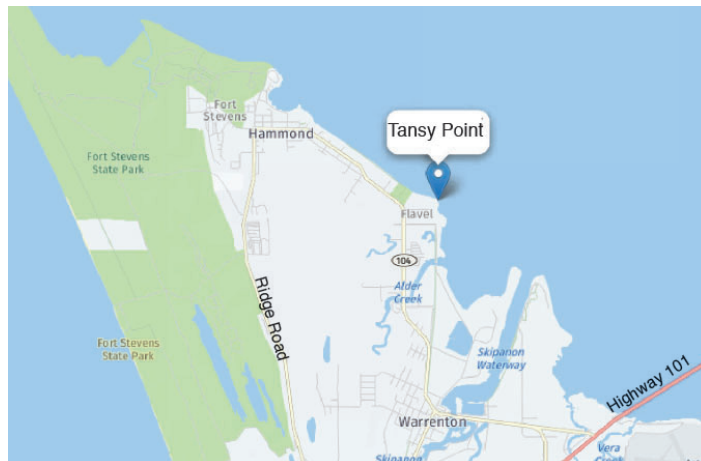 Fort
Stevens
Hammond
Tansy Point
Fort Stevens
State Park
Flavel
104
Alder
Creek
Ridge Road
Fort Stevens
State Park
Skipanon
Waterway
Highway 101
Warrenton
Vera
Skipanon